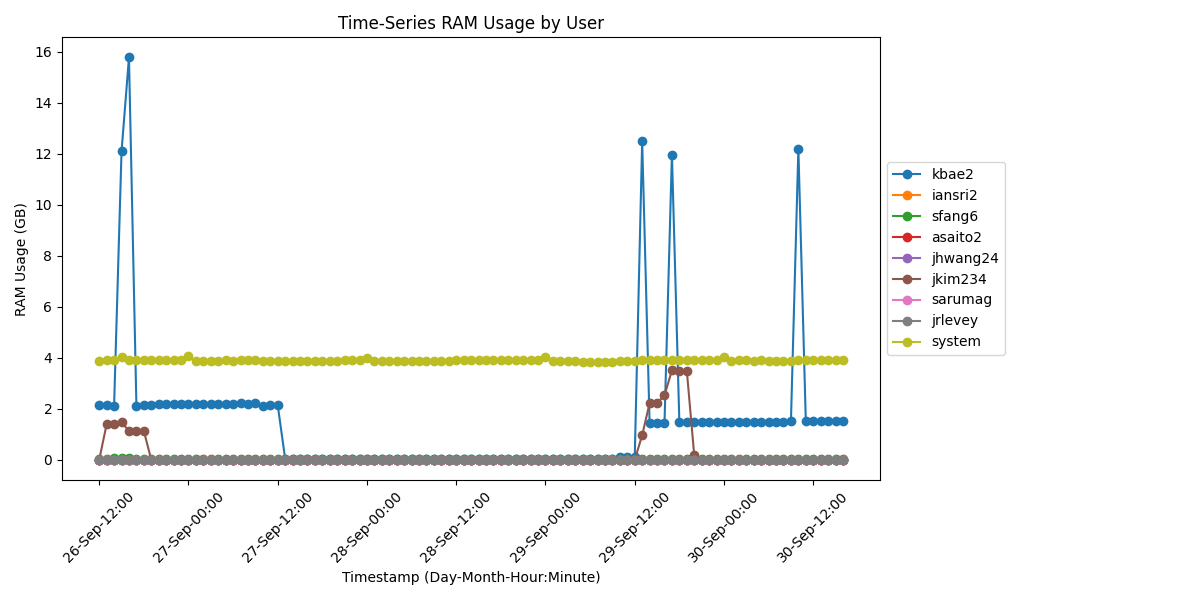 Time-Series RAM Usage by User
RAM Usage (GB)
16
14
12
10
8
6
4
2
0
26-Sep-12:00
27-Sep-00:00
27-Sep-12:00
28-Sep-00:00
28-Sep-12:00
29-Sep-00:00
29-Sep-12:00
30-Sep-00:00
30-Sep-12:00
Timestamp (Day-Month-Hour:Minute)
kbae2
iansri2
sfang6
asaito2
jhwang24
jkim234
sarumag
jrlevey
system